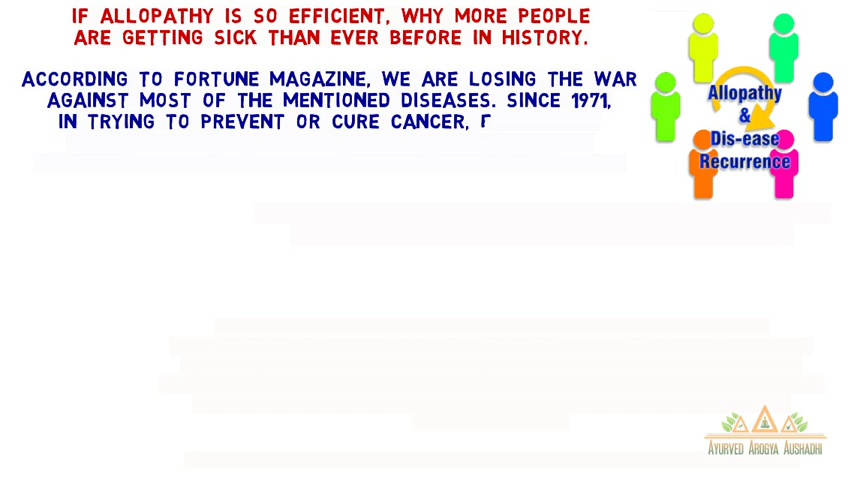 IF ALLOPATHY IS SO EFFICIENT, WHY MORE PEOPLE
ARE GETTING SICK THAN EVER BEFORE IN HISTORY.
ACCORDING TO FORTUNE MAGAZINE, WE ARE LOSING THE WAR
AGAINST MOST OF THE MENTIONED DISEASES. SINCE 1971,
IN TRYING TO PREVENT OR CURE CANCER,
Allopathy
&
Dis-ease
Recurrence
AYURVED AROGYA AUSHADHI